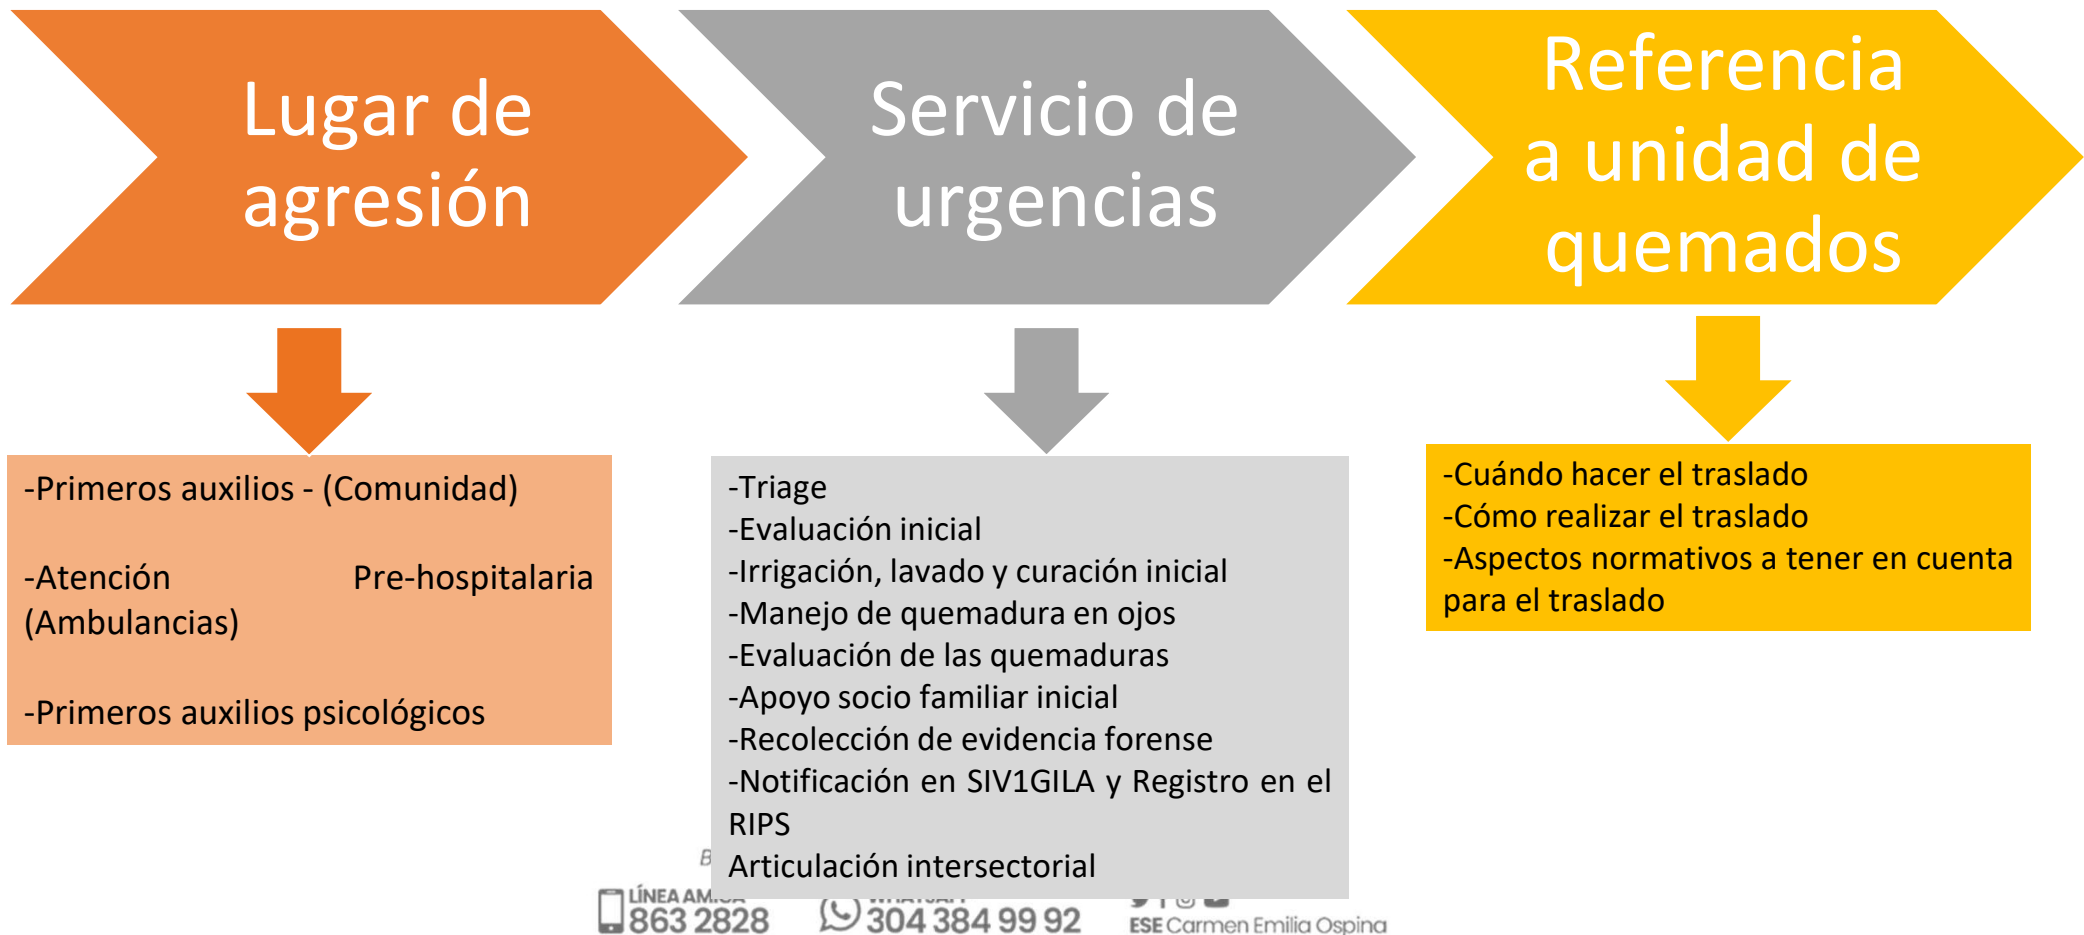 Lugar de
agresión
Servicio de
urgencias
Referencia
a unidad de
quemados
-Primeros auxilios - (Comunidad)
-Atención Pre-hospitalaria
(Ambulancias)
-Primeros auxilios psicológicos
-Triage
-Evaluación inicial
-Irrigación, lavado y curación inicial
-Manejo de quemadura en ojos
-Evaluación de las quemaduras
-Apoyo socio familiar inicial
-Recolección de evidencia forense
-Notificación en SIV1GILA y Registro en el
RIPS
Articulación intersectorial
-Cuándo hacer el traslado
-Cómo realizar el traslado
-Aspectos normativos a tener en cuenta
para el traslado
LÍNEA AMIGA
863 2828
304 384 99 92
ESE Carmen Emilia Ospina